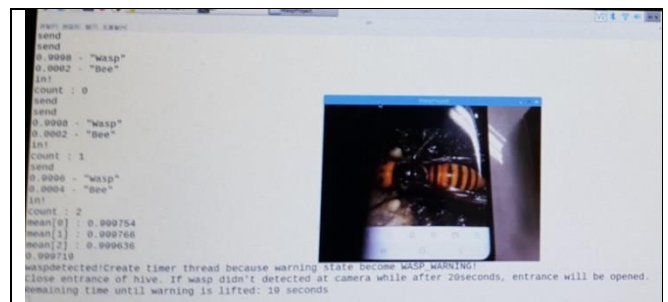 send
send
0.9998 - "Wasp"
0.0002 - "Bee"
in!
count : 0
send
send
0.9998 - "Wasp"
0.0002 - "Bee"
in!
count : 1
send
0.9996 - "Wasp"
0.0004 - "Bee"
in!
count : 2
mean[0] : 0.999754
mean[1] : 0.999766
mean[2] : 0.999636
0.999719
waspdetected!Create timer thread because warning state become WASP_WARNING!
Close entrance of hive. If wasp didn't detected at camera while after 20seconds, entrance will be opened.
Remaining time until warning is lifted: 19 seconds